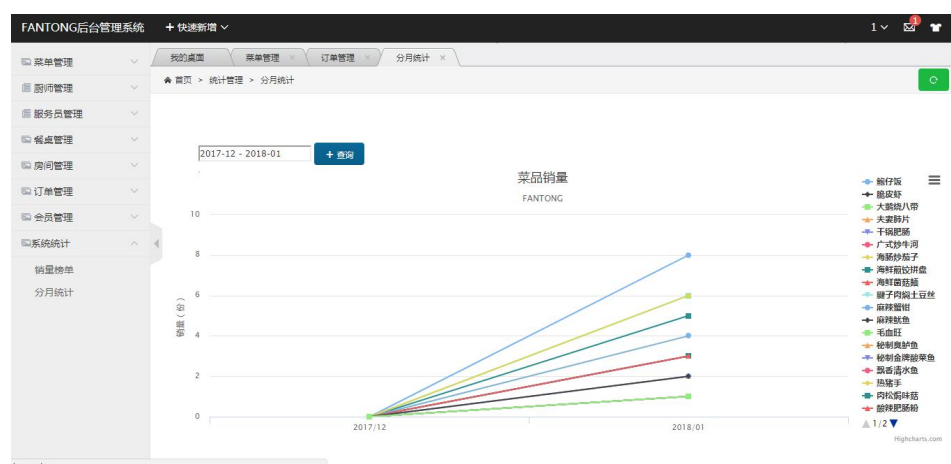 FANTONG后台管理系统 + 快速新增 1 1
我的桌面 菜单管理 × 订单管理 × 分月统计 ×
首页 > 统计管理 > 分月统计
菜单管理
厨师管理
服务员管理
餐桌管理
房间管理
订单管理
会员管理
系统统计
销量榜单
分月统计
2017-12 - 2018-01 + 查询
菜品销量
FANTONG
销量(份)
10
8
6
4
2
0
2017/12 2018/01
鲍仔饭
脆皮虾
大鹅烧八带
夫妻肺片
干锅肥肠
广式炒牛河
海肠炒茄子
海鲜煎饺拼盘
海鲜菌菇面
腱子肉焖土豆丝
麻辣蟹钳
麻辣鱿鱼
毛血旺
秘制臭鲈鱼
秘制金牌酸菜鱼
飘香清水鱼
热猪手
肉松焗味菇
酸辣肥肠粉
1/2
Highcharts.com